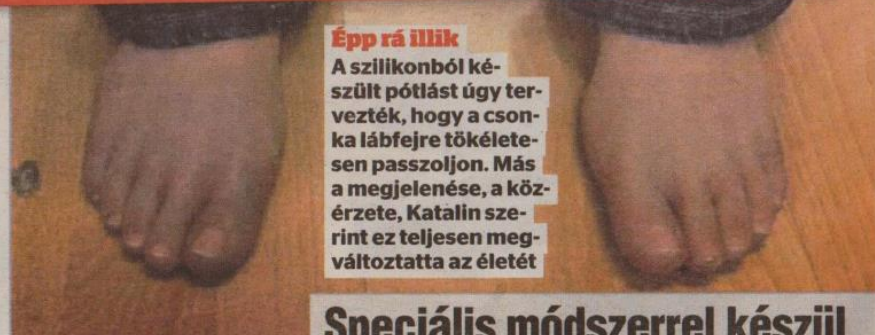 Épp rá illik
A szilikonból ké-
szült pótlást úgy ter-
vezték, hogy a cson-
ka lábfejre tökélete-
sen passzoljon. Más
a megjelenése, a köz-
érzete, Katalin sze-
rint ez teljesen meg-
változtatta az életét
Speciális módszerrel készül